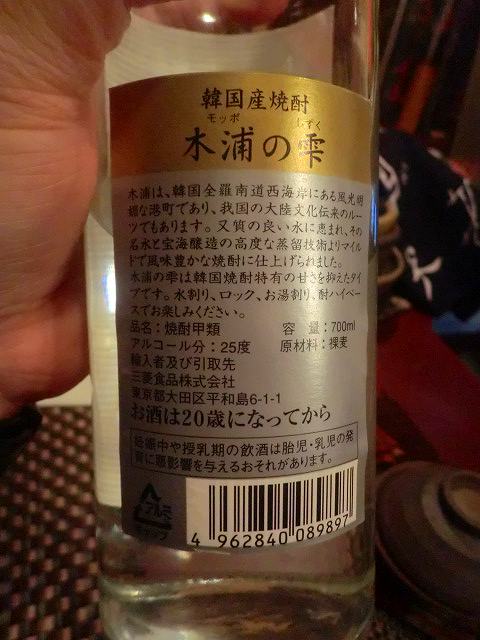 韓国産焼酎
モッポ しずく
木浦の雫
木浦は、韓国全羅南道西海岸にある風光明
媚な港町であり、我国の大陸文化伝来のルー
ツでもあります。又質の良い水に恵まれ、その
名水と宝海醸造の高度な蒸留技術よりマイル
ドで風味豊かな焼酎に仕上げられました。
木浦の雫は韓国焼酎特有の甘さを抑えたタイ
プです。水割り、ロック、お湯割り、酎ハイベー
スでお楽しみください。
品名：焼酎甲類 容 量：700ml
アルコール分：25度 原材料：裸麦
輸入者及び引取先
三菱食品株式会社
東京都大田区平和島6-1-1
お酒は20歳になってから
妊娠中や授乳期の飲酒は胎児・乳児の発
育に悪影響を与えるおそれがあります。
アルミ
キャップ
4 962840 089897